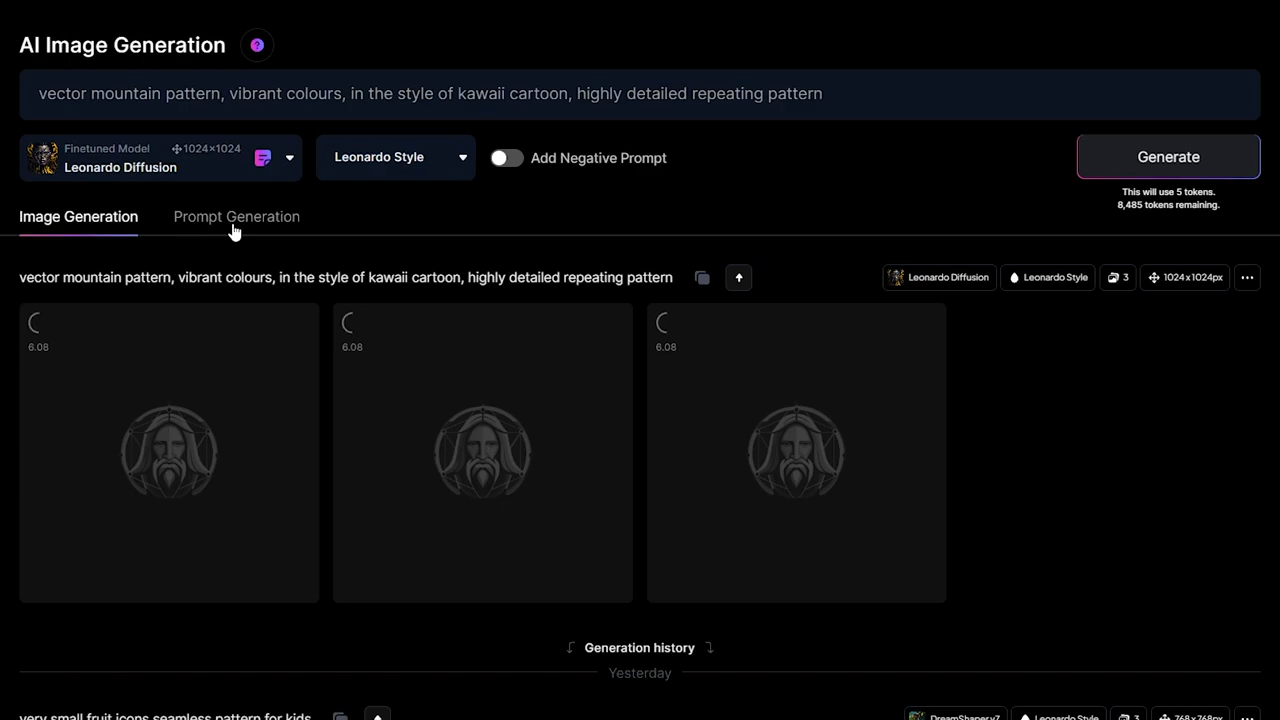 AI Image Generation
?
vector mountain pattern, vibrant colours, in the style of kawaii cartoon, highly detailed repeating pattern
Finetuned Model 1024×1024
Leonardo Diffusion
Leonardo Style
Add Negative Prompt
Generate
This will use 5 tokens.
8,485 tokens remaining.
Image Generation
Prompt Generation
vector mountain pattern, vibrant colours, in the style of kawaii cartoon, highly detailed repeating pattern
Leonardo Diffusion
Leonardo Style
3
1024x1024px
6.08
6.08
6.08
Generation history
Yesterday
very small fruit icons seamless pattern for kids
DreamShaper v7
Leonardo Style
3
768x768px